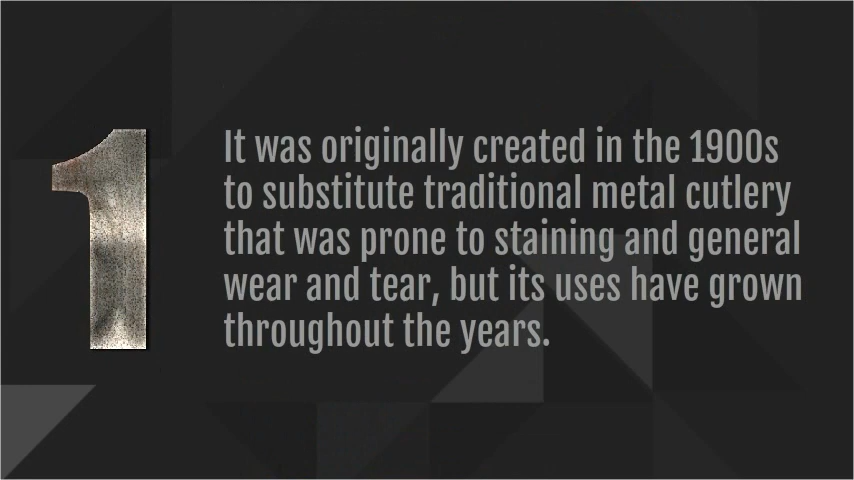 1
It was originally created in the 1900s
to substitute traditional metal cutlery
that was prone to staining and general
wear and tear, but its uses have grown
throughout the years.